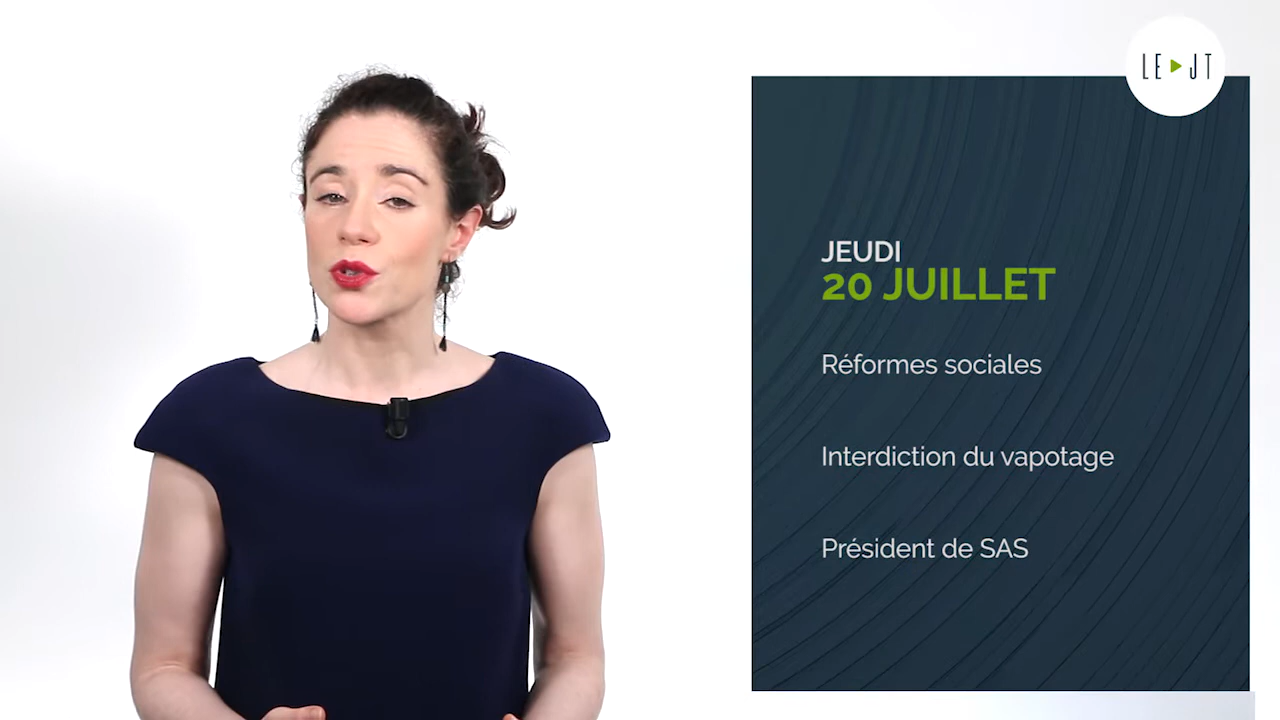 LE JT
JEUDI
20 JUILLET
Réformes sociales
Interdiction du vapotage
Président de SAS